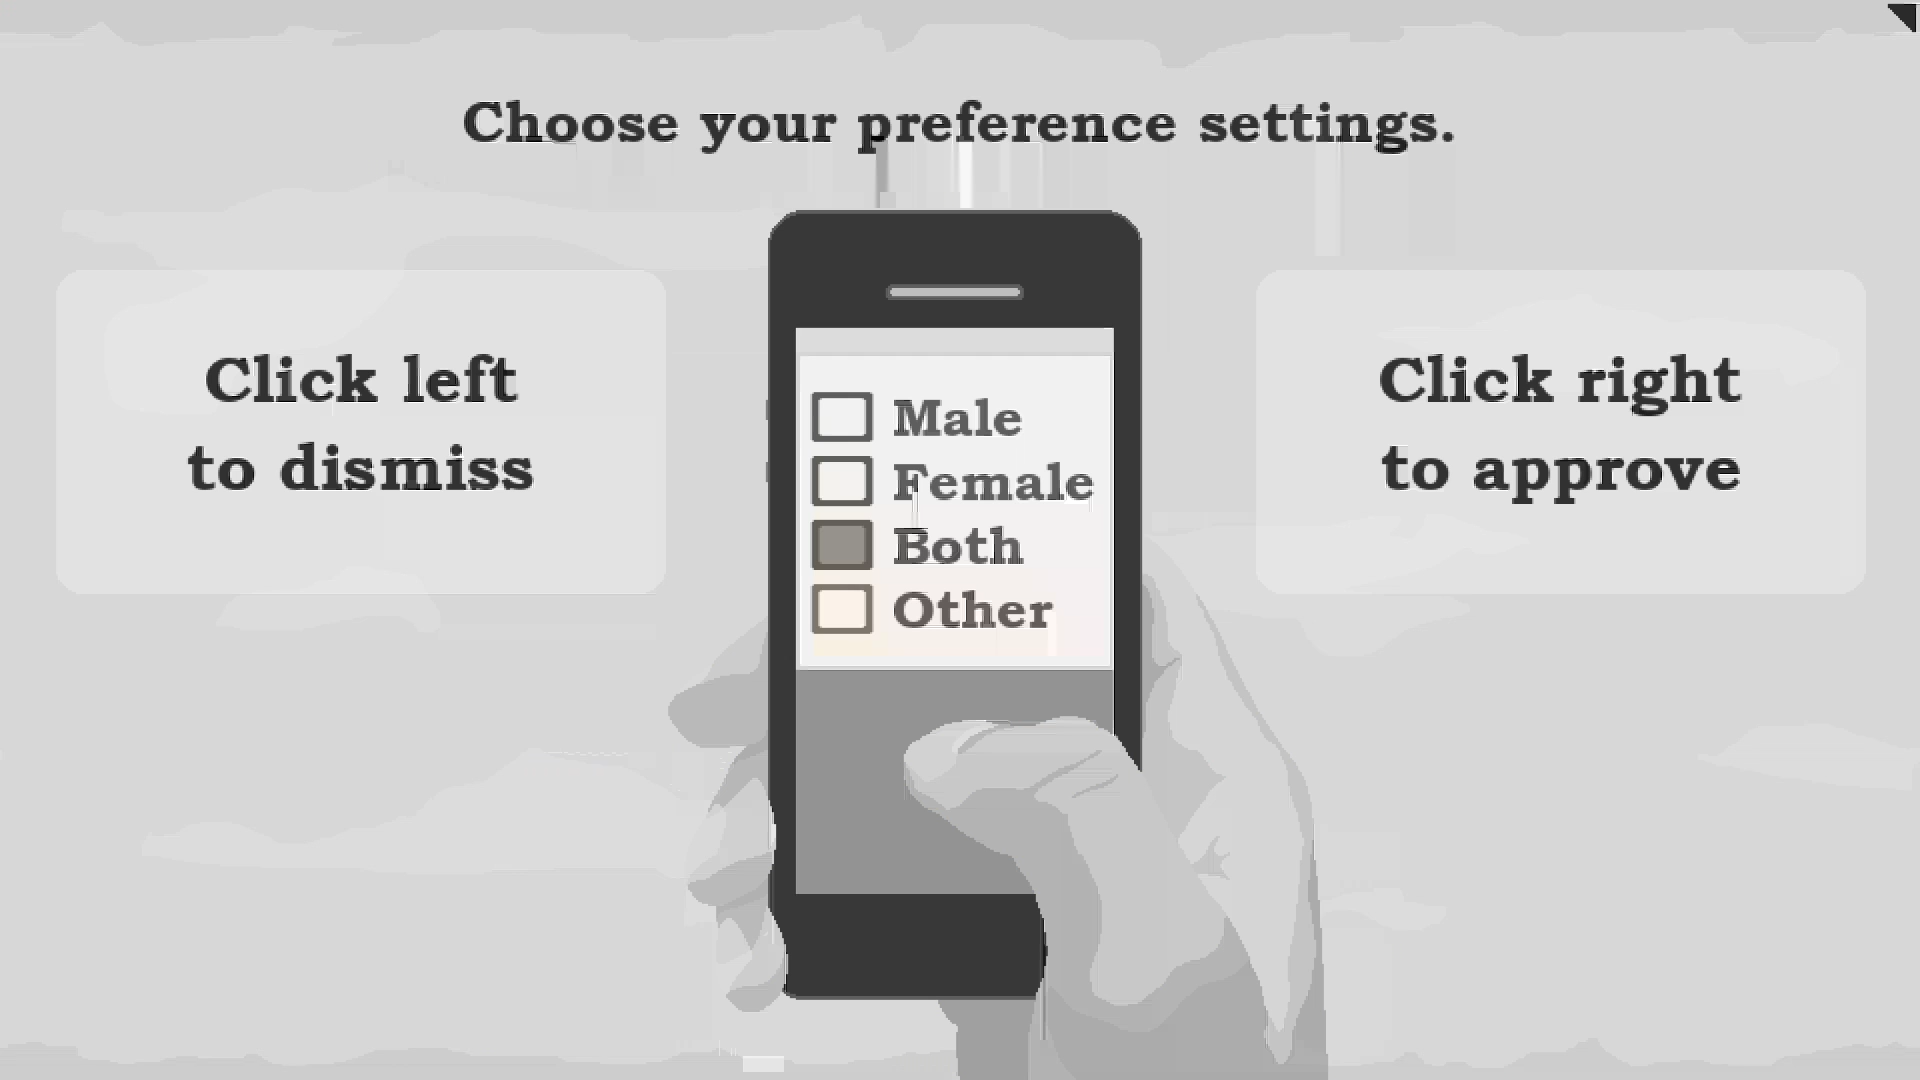 Choose your preference settings.
Click left
to dismiss
Male
Female
Both
Other
Click right
to approve